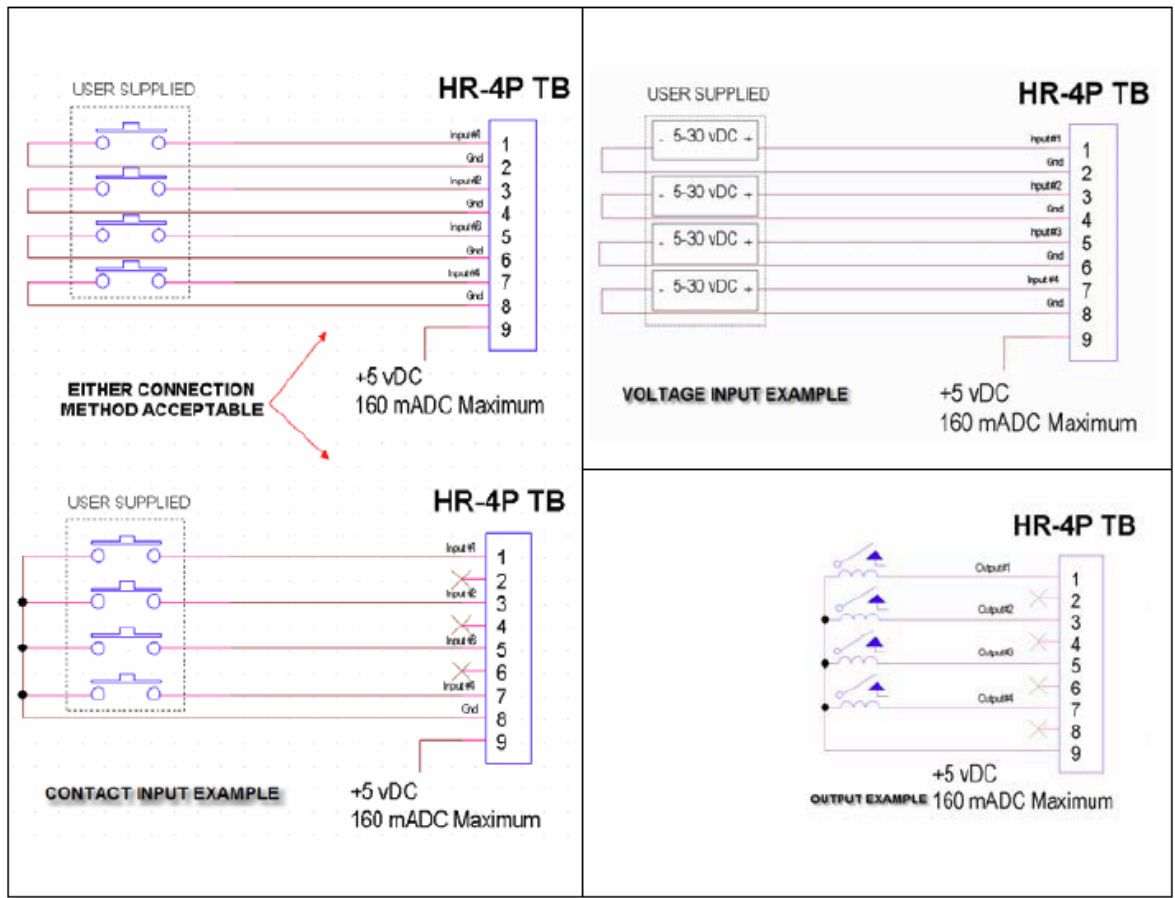 USER SUPPLIED
HR-4P TB
Input#1
1
Gnd
2
Input#2
3
Gnd
4
Input#3
5
Gnd
6
Input#4
7
Gnd
8
9
+5 vDC
160 mADC Maximum
EITHER CONNECTION
METHOD ACCEPTABLE
USER SUPPLIED
HR-4P TB
Input #1
1
2
Input#2
3
4
Input#3
5
6
Input#4
7
Gnd
8
9
+5 vDC
160 mADC Maximum
CONTACT INPUT EXAMPLE
USER SUPPLIED
HR-4P TB
- 5-30 vDC +
Input#1
1
Gnd
2
- 5-30 vDC +
Input#2
3
Gnd
4
- 5-30 vDC +
Input#3
5
Gnd
6
- 5-30 vDC +
Input #4
7
Gnd
8
9
VOLTAGE INPUT EXAMPLE
+5 vDC
160 mADC Maximum
HR-4P TB
Output#1
1
2
Output#2
3
4
Output#3
5
6
Output#4
7
8
9
+5 vDC
OUTPUT EXAMPLE 160 mADC Maximum